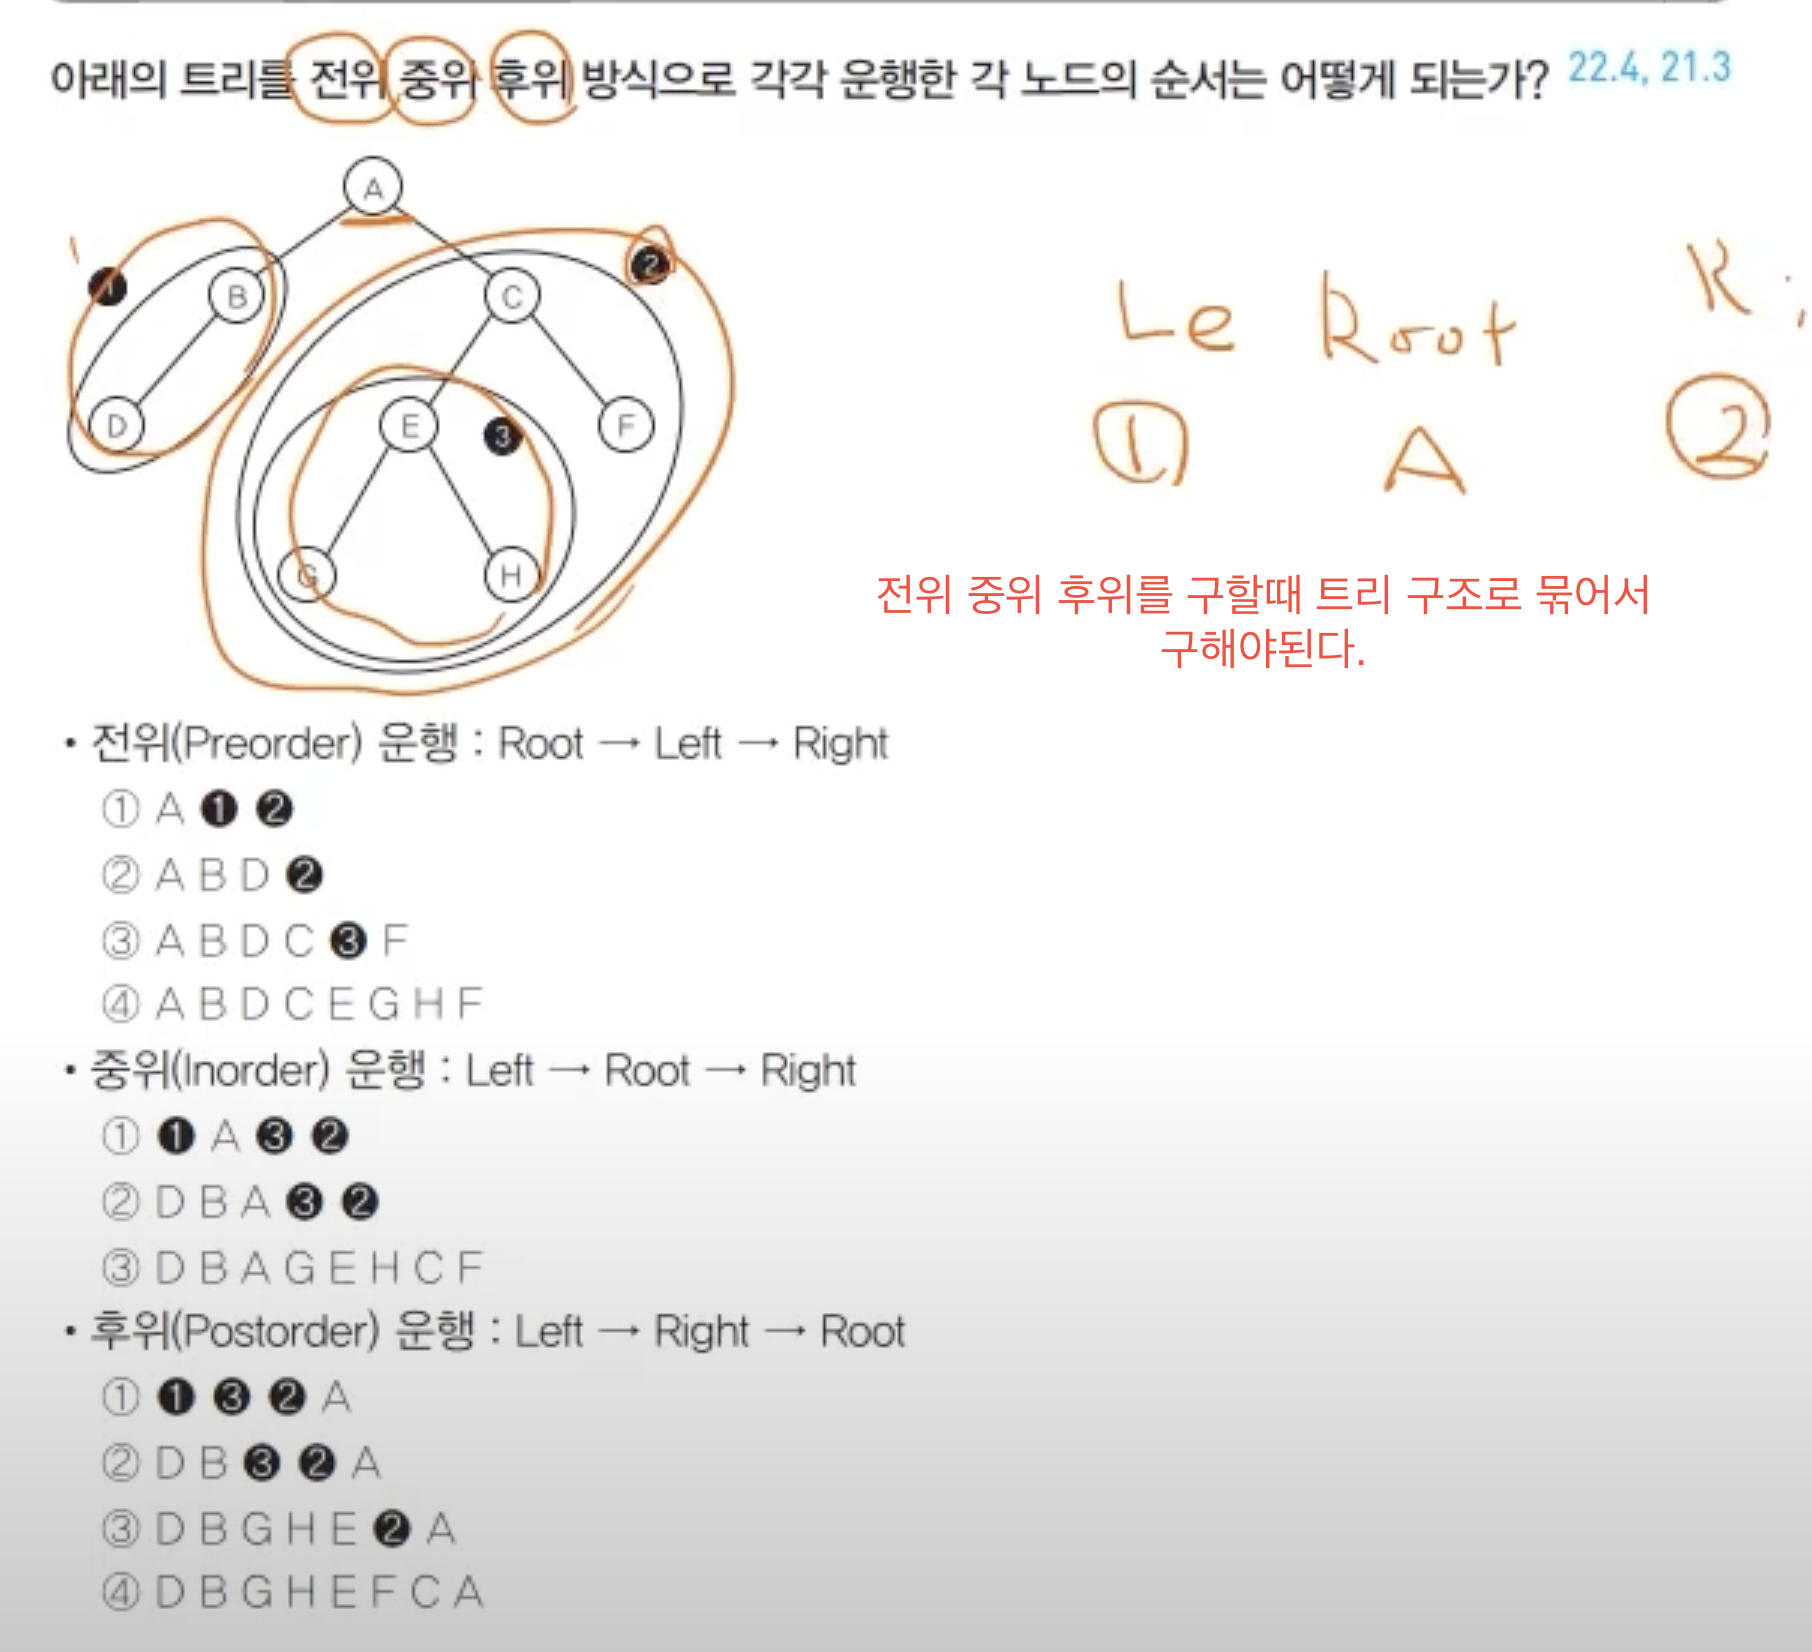 아래의 트리를 전위 중위 후위 방식으로 각각 운행한 각 노드의 순서는 어떻게 되는가? 22.4, 21.3
A
❶ B C ❷
D E ❸ F
G H
Le Root R
① A ②
전위 중위 후위를 구할때 트리 구조로 묶어서
구해야된다.
• 전위(Preorder) 운행 : Root → Left → Right
① A ❶ ❷
② A B D ❷
③ A B D C ❸ F
④ A B D C E G H F
• 중위(Inorder) 운행 : Left → Root → Right
① ❶ A ❸ ❷
② D B A ❸ ❷
③ D B A G E H C F
• 후위(Postorder) 운행 : Left → Right → Root
① ❶ ❸ ❷ A
② D B ❸ ❷ A
③ D B G H E ❷ A
④ D B G H E F C A